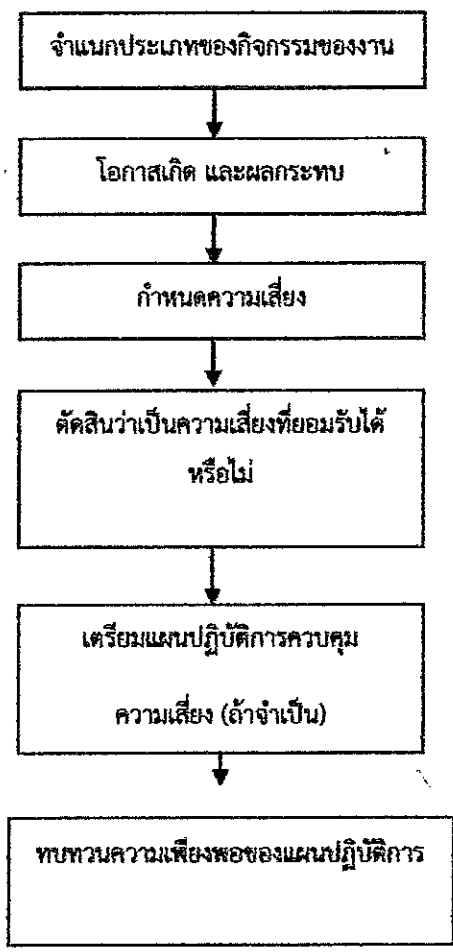 จำแนกประเภทของกิจกรรมของงาน
โอกาสเกิด และผลกระทบ
กำหนดความเสี่ยง
ตัดสินว่าเป็นความเสี่ยงที่ยอมรับได้
หรือไม่
เตรียมแผนปฏิบัติการควบคุม
ความเสี่ยง (ถ้าจำเป็น)
ทบทวนความเพียงพอของแผนปฏิบัติการ